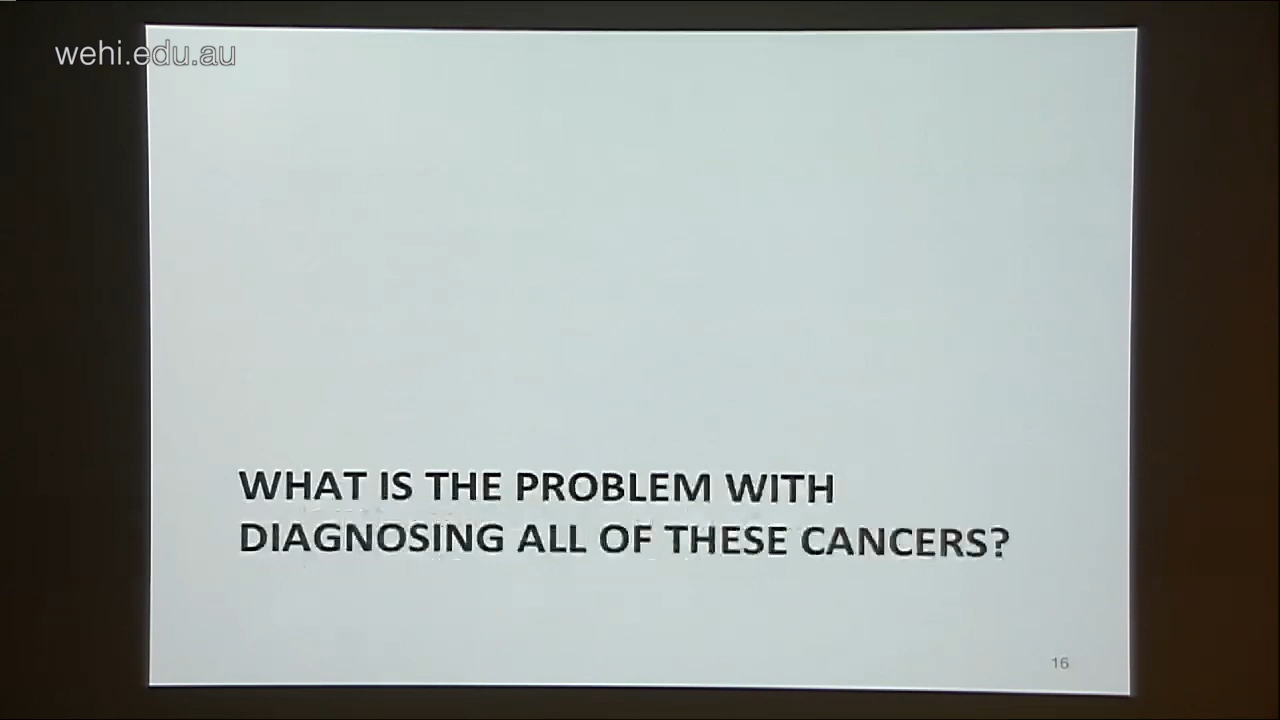 wehi.edu.au
WHAT IS THE PROBLEM WITH
DIAGNOSING ALL OF THESE CANCERS?
16